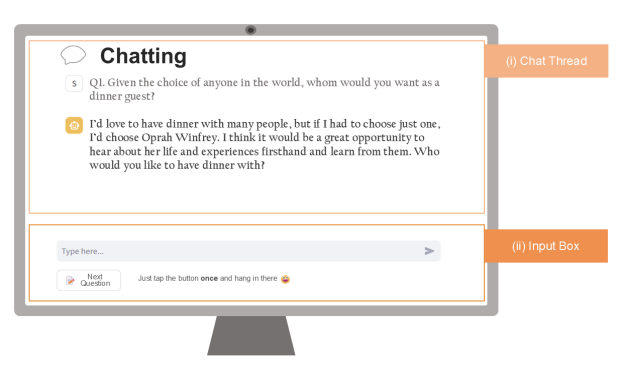 Chatting
(i) Chat Thread
S Q1. Given the choice of anyone in the world, whom would you want as a
dinner guest?
I'd love to have dinner with many people, but if I had to choose just one,
I'd choose Oprah Winfrey. I think it would be a great opportunity to
hear about her life and experiences firsthand and learn from them. Who
would you like to have dinner with?
(ii) Input Box
Type here...
Next
Question
Just tap the button once and hang in there 😄